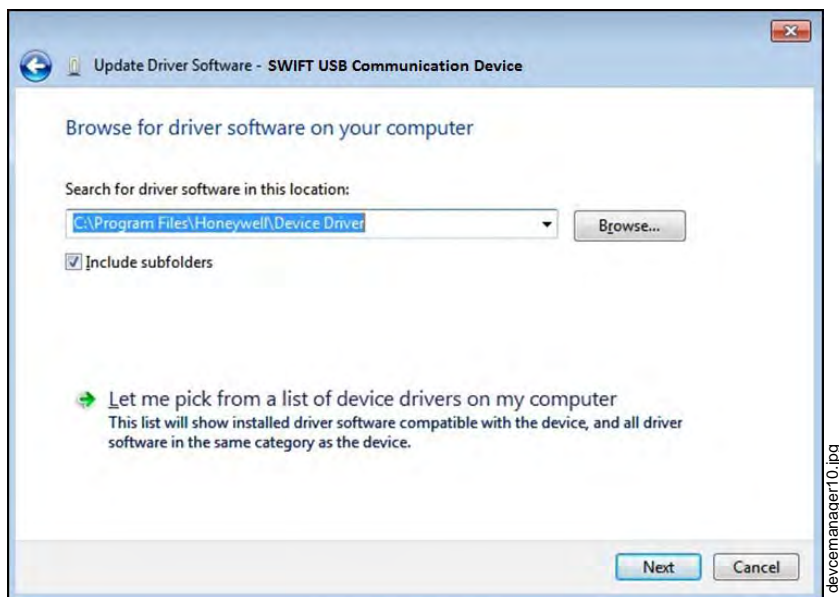 Update Driver Software - SWIFT USB Communication Device
Browse for driver software on your computer
Search for driver software in this location:
C:\Program Files\Honeywell\Device Driver
Browse...
Include subfolders
Let me pick from a list of device drivers on my computer
This list will show installed driver software compatible with the device, and all driver
software in the same category as the device.
Next
Cancel
devcemanager10.jpg